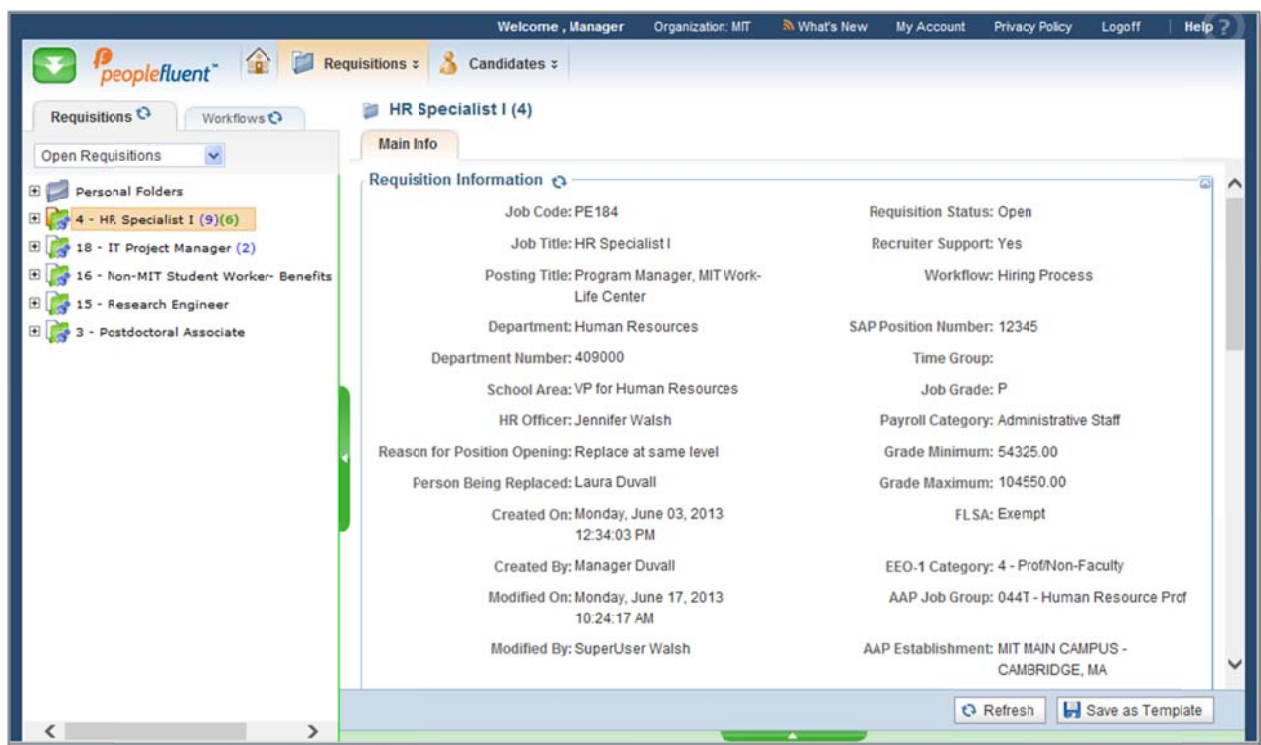 Welcome , Manager Organization: MIT What's New My Account Privacy Policy Logoff | Help ?
peoplefluent™ Requisitions Candidates
Requisitions Workflows
Open Requisitions
Personal Folders
4 - HR Specialist I (9)(6)
18 - IT Project Manager (2)
16 - Non-MIT Student Worker- Benefits
15 - Research Engineer
3 - Postdoctoral Associate
HR Specialist I (4)
Main Info
Requisition Information
Job Code: PE184 Requisition Status: Open
Job Title: HR Specialist I Recruiter Support: Yes
Posting Title: Program Manager, MIT Work- Workflow: Hiring Process
Life Center
Department: Human Resources SAP Position Number: 12345
Department Number: 409000 Time Group:
School Area: VP for Human Resources Job Grade: P
HR Officer: Jennifer Walsh Payroll Category: Administrative Staff
Reason for Position Opening: Replace at same level Grade Minimum: 54325.00
Person Being Replaced: Laura Duvall Grade Maximum: 104550.00
Created On: Monday, June 03, 2013 FLSA: Exempt
12:34:03 PM
Created By: Manager Duvall EEO-1 Category: 4 - Prof/Non-Faculty
Modified On: Monday, June 17, 2013 AAP Job Group: 044T - Human Resource Prof
10:24:17 AM
Modified By: SuperUser Walsh AAP Establishment: MIT MAIN CAMPUS -
CAMBRIDGE, MA
Refresh Save as Template